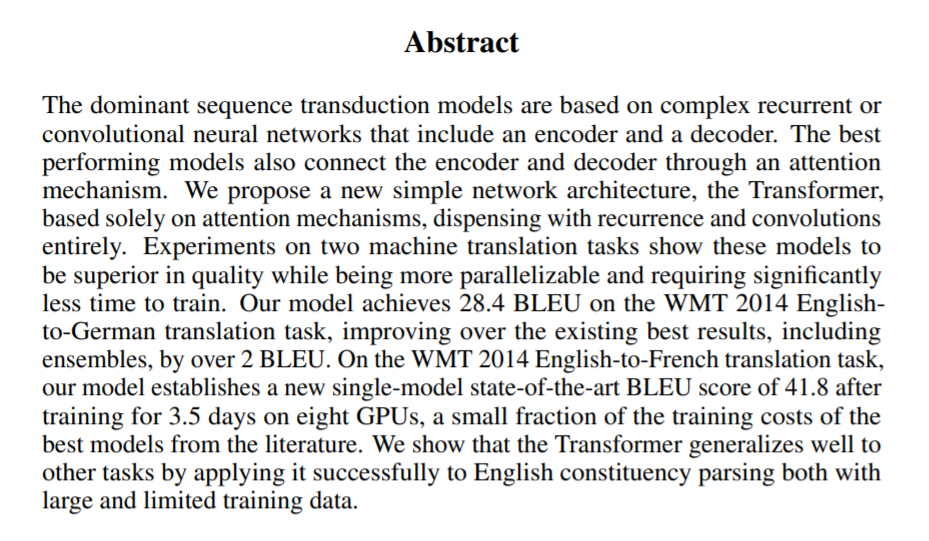 Abstract
The dominant sequence transduction models are based on complex recurrent or
convolutional neural networks that include an encoder and a decoder. The best
performing models also connect the encoder and decoder through an attention
mechanism. We propose a new simple network architecture, the Transformer,
based solely on attention mechanisms, dispensing with recurrence and convolutions
entirely. Experiments on two machine translation tasks show these models to
be superior in quality while being more parallelizable and requiring significantly
less time to train. Our model achieves 28.4 BLEU on the WMT 2014 English-
to-German translation task, improving over the existing best results, including
ensembles, by over 2 BLEU. On the WMT 2014 English-to-French translation task,
our model establishes a new single-model state-of-the-art BLEU score of 41.8 after
training for 3.5 days on eight GPUs, a small fraction of the training costs of the
best models from the literature. We show that the Transformer generalizes well to
other tasks by applying it successfully to English constituency parsing both with
large and limited training data.